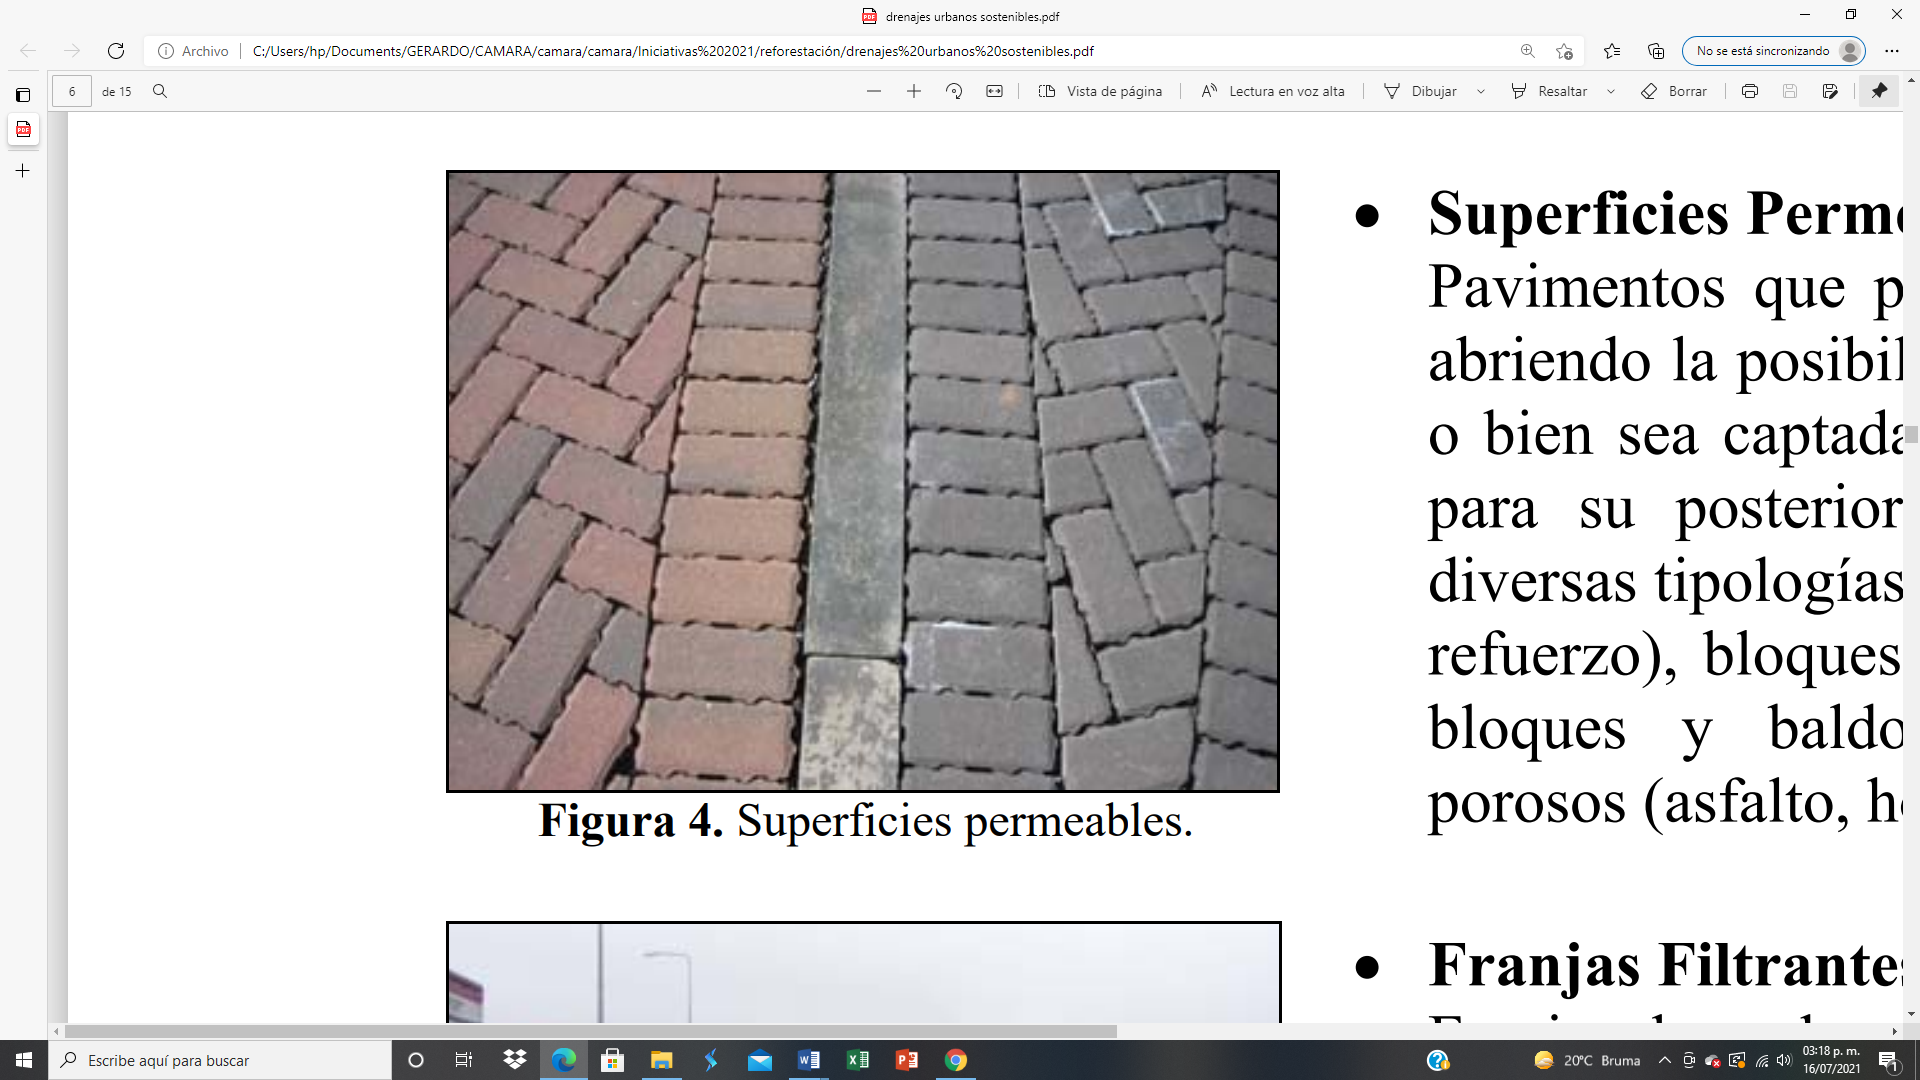 drenajes urbanos sostenibles.pdf
Archivo
C:/Users/hp/Documents/GERARDO/CAMARA/camara/camara/Iniciativas%202021/reforestación/drenajes%20urbanos%20sostenibles.pdf
No se está sincronizando
6 de 15
Vista de página
Lectura en voz alta
Dibujar
Resaltar
Borrar
Figura 4. Superficies permeables.
• Superficies Perme
Pavimentos que p
abriendo la posibil
o bien sea captada
para su posterior
diversas tipologías
refuerzo), bloques
bloques y baldo
porosos (asfalto, h
• Franjas Filtrantes
Escribe aquí para buscar
20°C Bruma
03:18 p. m.
16/07/2021
1